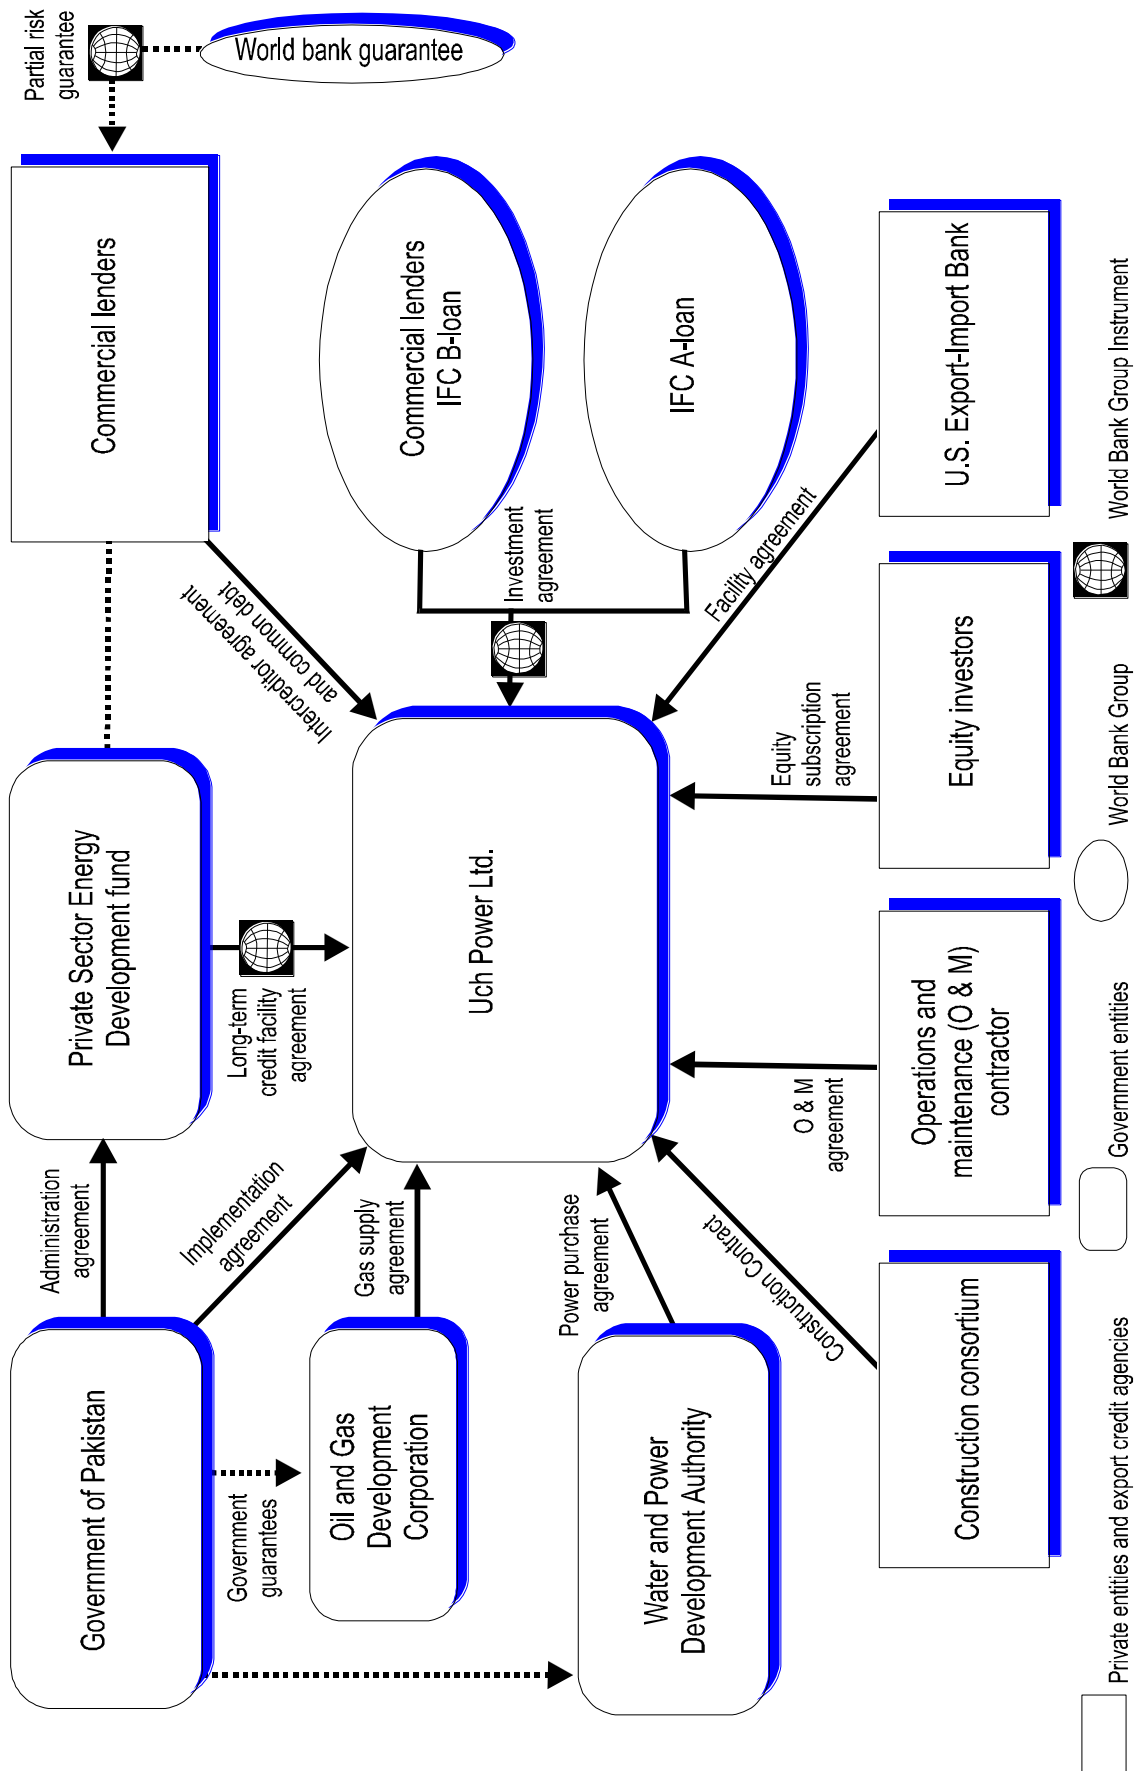 Government of Pakistan
Administration
agreement
Private Sector Energy
Development fund
Commercial lenders
Partial risk
guarantee
World bank guarantee
Government
guarantees
Implementation
agreement
Long-term
credit facility
agreement
Intercreditor agreement
and common debt
Oil and Gas
Development
Corporation
Gas supply
agreement
Uch Power Ltd.
Investment
agreement
Commercial lenders
IFC B-loan
IFC A-loan
Water and Power
Development Authority
Power purchase
agreement
Construction Contract
O & M
agreement
Equity
subscription
agreement
Facility agreement
Construction consortium
Operations and
maintenance (O & M)
contractor
Equity investors
U.S. Export-Import Bank
Private entities and export credit agencies
Government entities
World Bank Group
World Bank Group Instrument